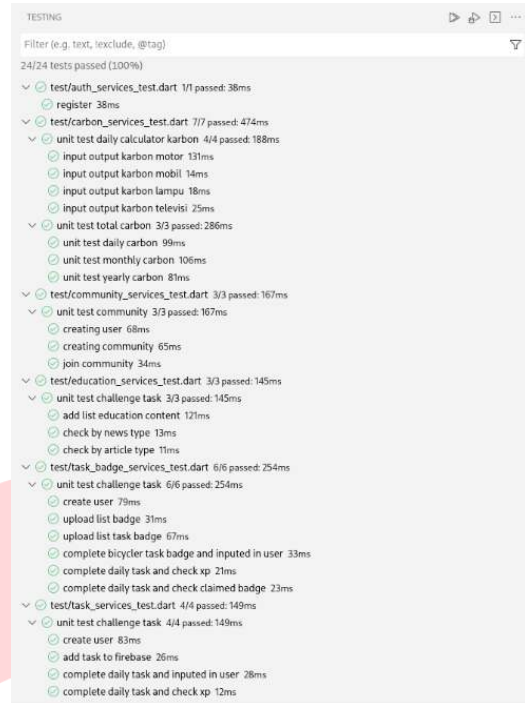 TESTING
Filter (e.g. text, !exclude, @tag)
24/24 tests passed (100%)
test/auth_services_test.dart 1/1 passed: 38ms
register 38ms
test/carbon_services_test.dart 7/7 passed: 474ms
unit test daily calculator karbon 4/4 passed: 188ms
input output karbon motor 131ms
input output karbon mobil 14ms
input output karbon lampu 18ms
input output karbon televisi 25ms
unit test total carbon 3/3 passed: 286ms
unit test daily carbon 99ms
unit test monthly carbon 106ms
unit test yearly carbon 81ms
test/community_services_test.dart 3/3 passed: 167ms
unit test community 3/3 passed: 167ms
creating user 68ms
creating community 65ms
join community 34ms
test/education_services_test.dart 3/3 passed: 145ms
unit test challenge task 3/3 passed: 145ms
add list education content 121ms
check by news type 13ms
check by article type 11ms
test/task_badge_services_test.dart 6/6 passed: 254ms
unit test challenge task 6/6 passed: 254ms
create user 79ms
upload list badge 31ms
upload list task badge 67ms
complete bicycler task badge and inputed in user 33ms
complete daily task and check xp 21ms
complete daily task and check claimed badge 23ms
test/task_services_test.dart 4/4 passed: 149ms
unit test challenge task 4/4 passed: 149ms
create user 83ms
add task to firebase 26ms
complete daily task and inputed in user 28ms
complete daily task and check xp 12ms